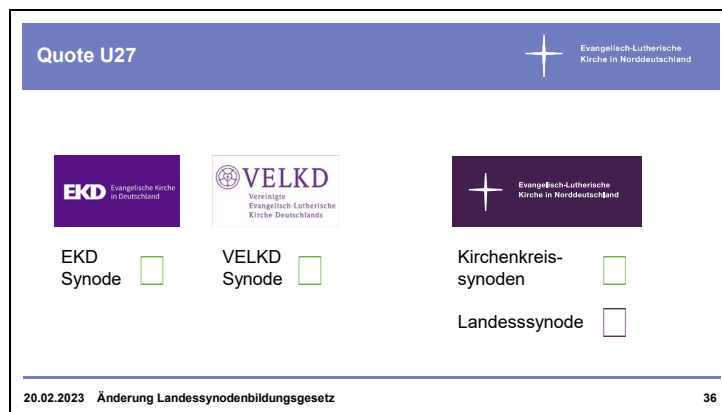 Quote U27
Evangelisch-Lutherische
Kirche in Norddeutschland
EKD Evangelische Kirche
in Deutschland
VELKD
Vereinigte
Evangelisch-Lutherische
Kirche Deutschlands
Evangelisch-Lutherische
Kirche in Norddeutschland
EKD
Synode
VELKD
Synode
Kirchenkreis-
synoden
Landesssynode
20.02.2023 Änderung Landessynodenbildungsgesetz 36